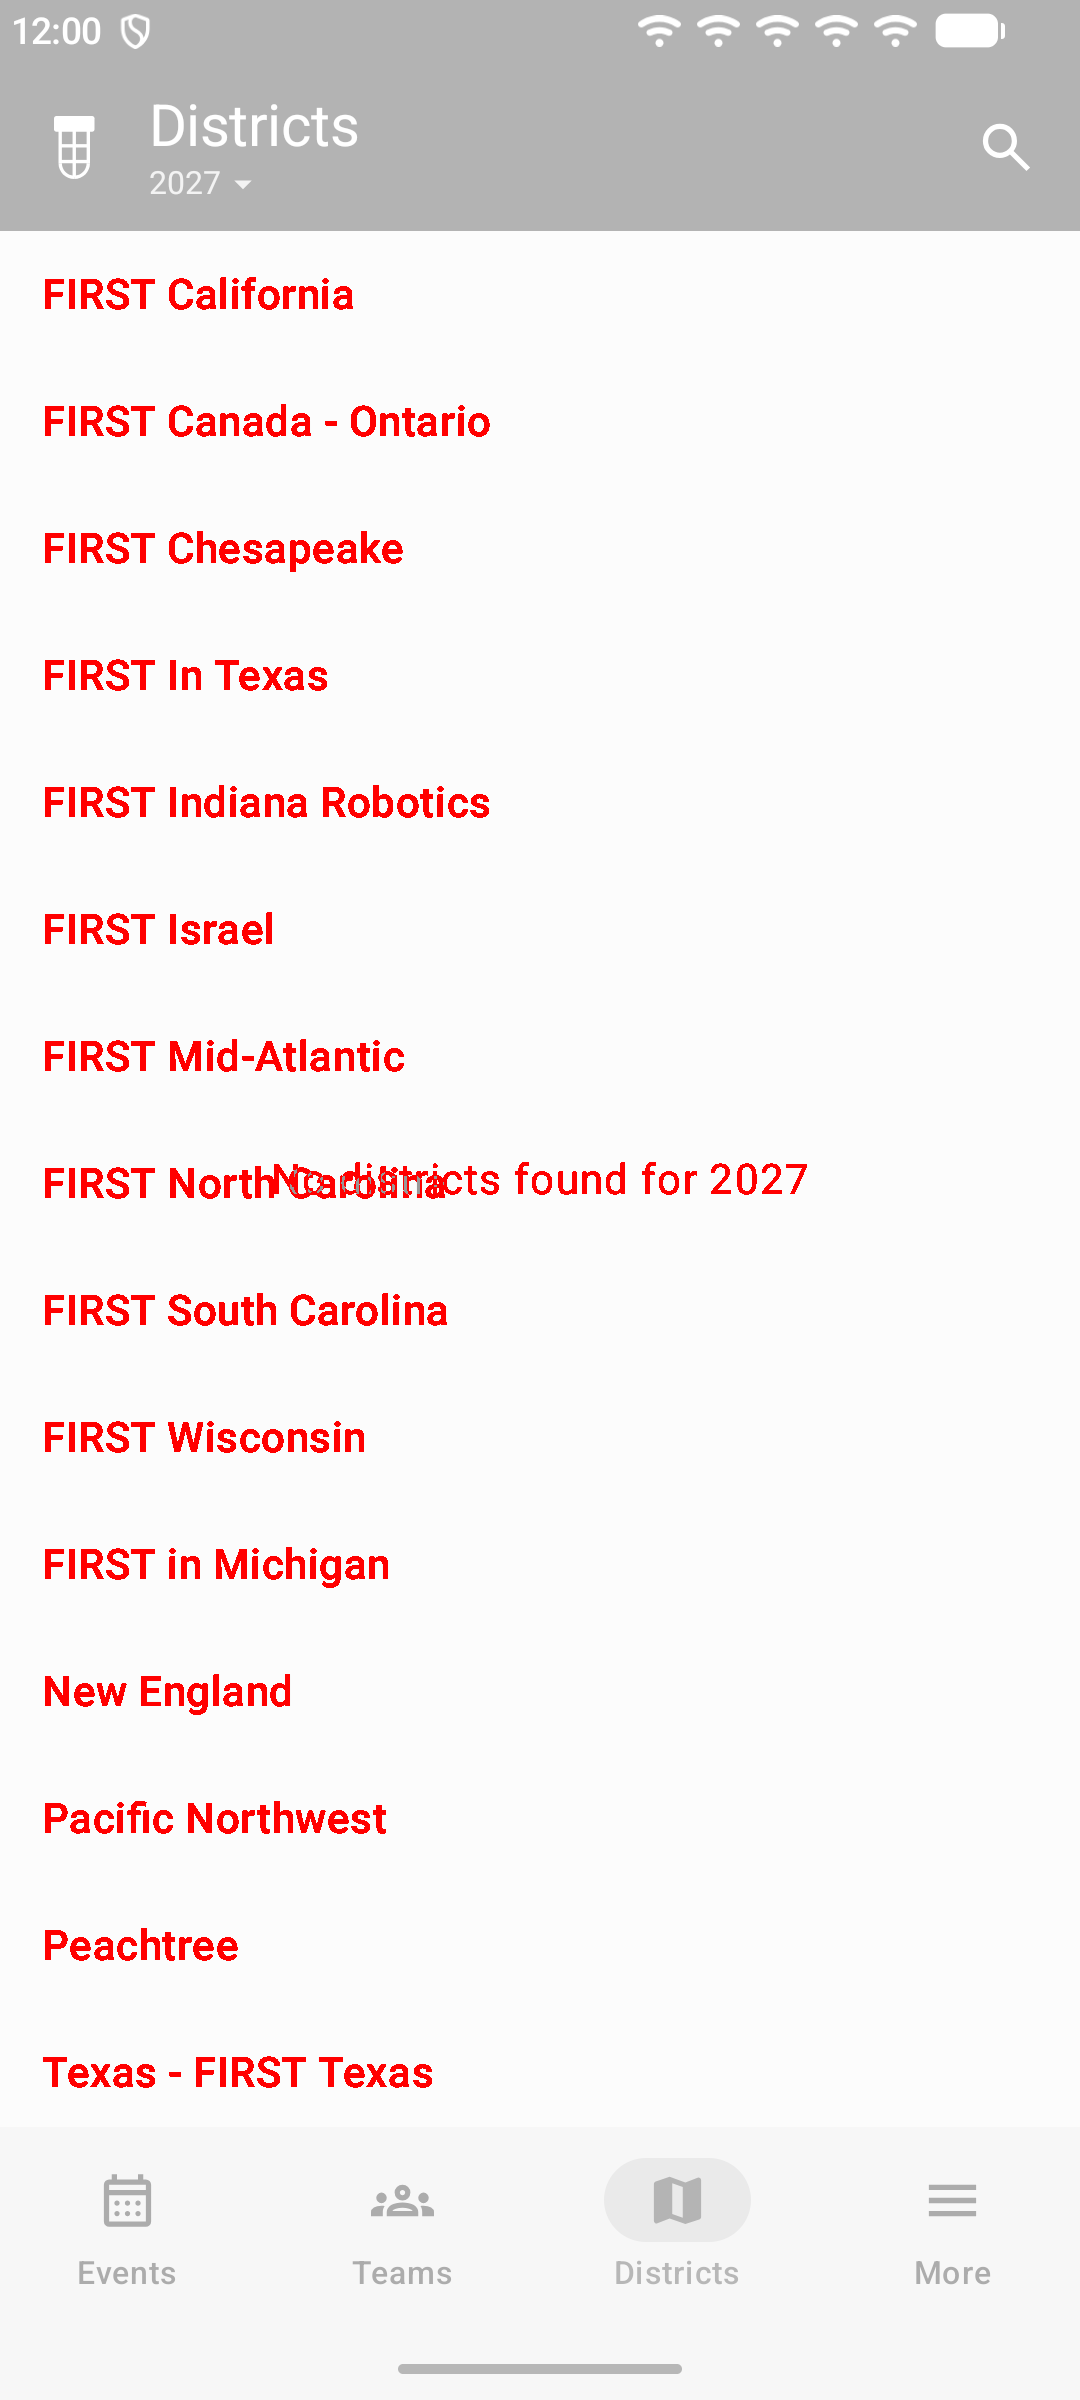 12:00
Districts
2027
FIRST California
FIRST Canada - Ontario
FIRST Chesapeake
FIRST In Texas
FIRST Indiana Robotics
FIRST Israel
FIRST Mid-Atlantic
FIRST North Carolina
No districts found for 2027
FIRST South Carolina
FIRST Wisconsin
FIRST in Michigan
New England
Pacific Northwest
Peachtree
Texas - FIRST Texas
Events
Teams
Districts
More